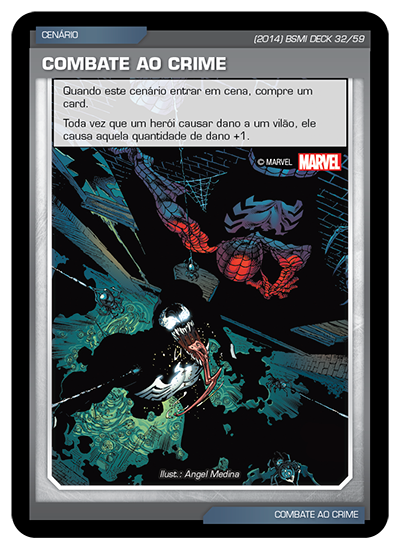 CENÁRIO
(2014) BSMI DECK 32/59
COMBATE AO CRIME
Quando este cenário entrar em cena, compre um
card.
Toda vez que um herói causar dano a um vilão, ele
causa aquela quantidade de dano +1.
© MARVEL MARVEL
Ilust.: Angel Medina
COMBATE AO CRIME